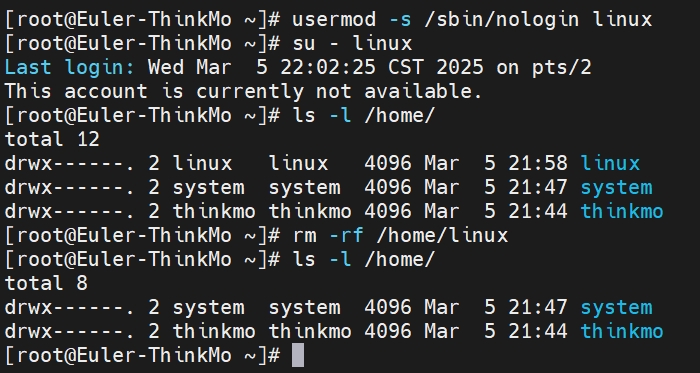 [root@Euler-ThinkMo ~]# usermod -s /sbin/nologin linux
[root@Euler-ThinkMo ~]# su - linux
Last login: Wed Mar  5 22:02:25 CST 2025 on pts/2
This account is currently not available.
[root@Euler-ThinkMo ~]# ls -l /home/
total 12
drwx------. 2 linux   linux   4096 Mar  5 21:58 linux
drwx------. 2 system  system  4096 Mar  5 21:47 system
drwx------. 2 thinkmo thinkmo 4096 Mar  5 21:44 thinkmo
[root@Euler-ThinkMo ~]# rm -rf /home/linux
[root@Euler-ThinkMo ~]# ls -l /home/
total 8
drwx------. 2 system  system  4096 Mar  5 21:47 system
drwx------. 2 thinkmo thinkmo 4096 Mar  5 21:44 thinkmo
[root@Euler-ThinkMo ~]#